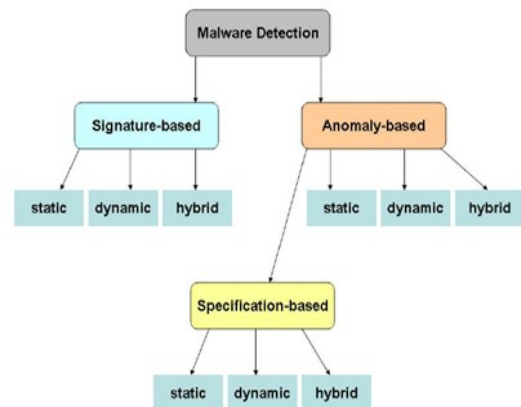 Malware Detection
Signature-based
Anomaly-based
static
dynamic
hybrid
static
dynamic
hybrid
Specification-based
static
dynamic
hybrid